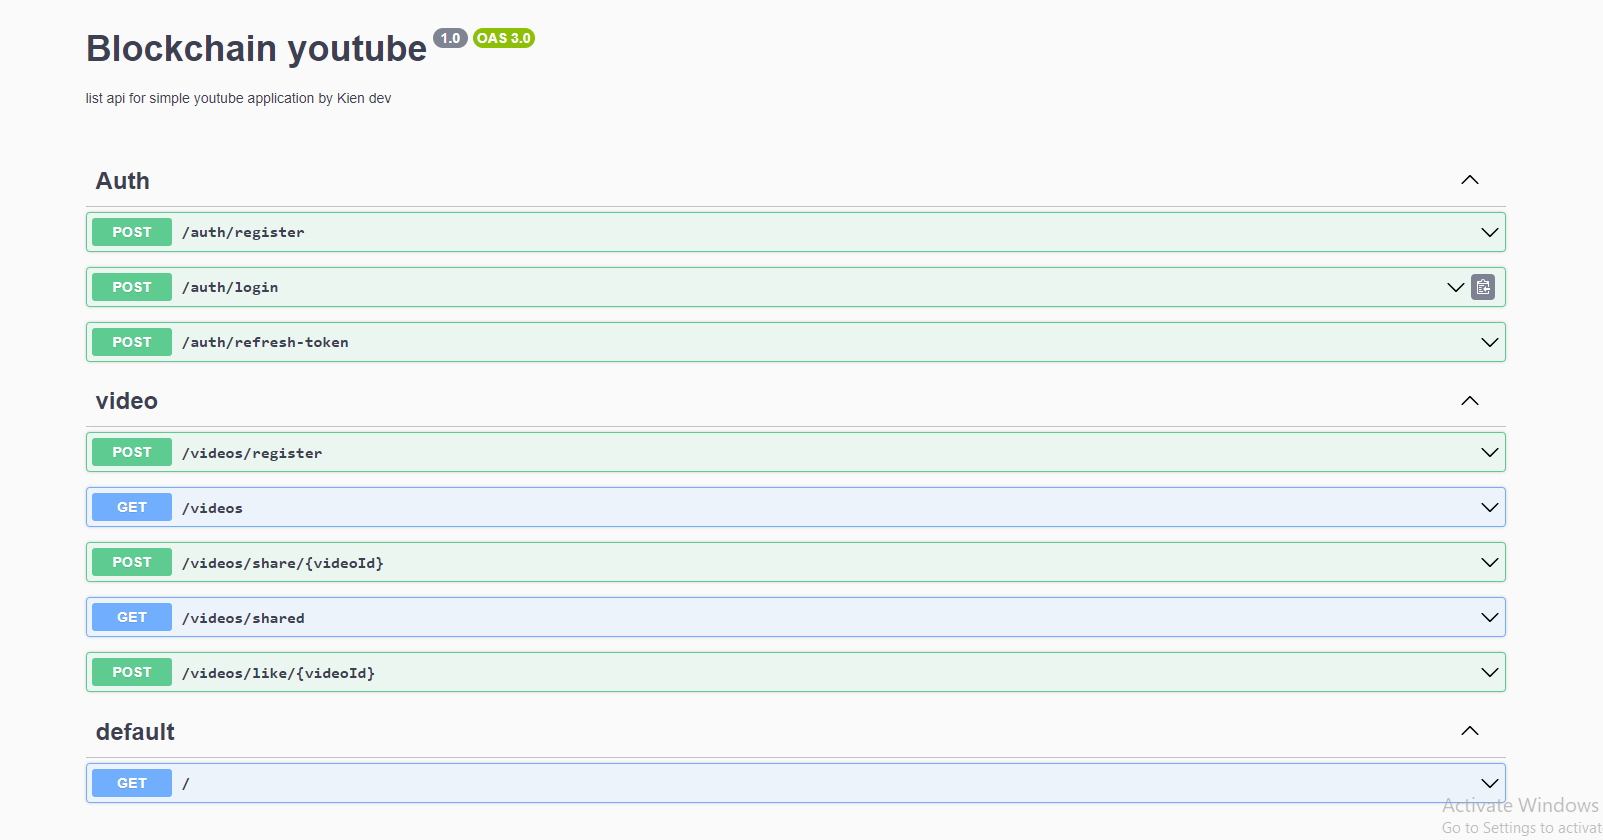 Blockchain youtube 1.0 OAS 3.0
list api for simple youtube application by Kien dev
Auth
POST /auth/register
POST /auth/login
POST /auth/refresh-token
video
POST /videos/register
GET /videos
POST /videos/share/{videoId}
GET /videos/shared
POST /videos/like/{videoId}
default
GET /
Activate Windows
Go to Settings to activat